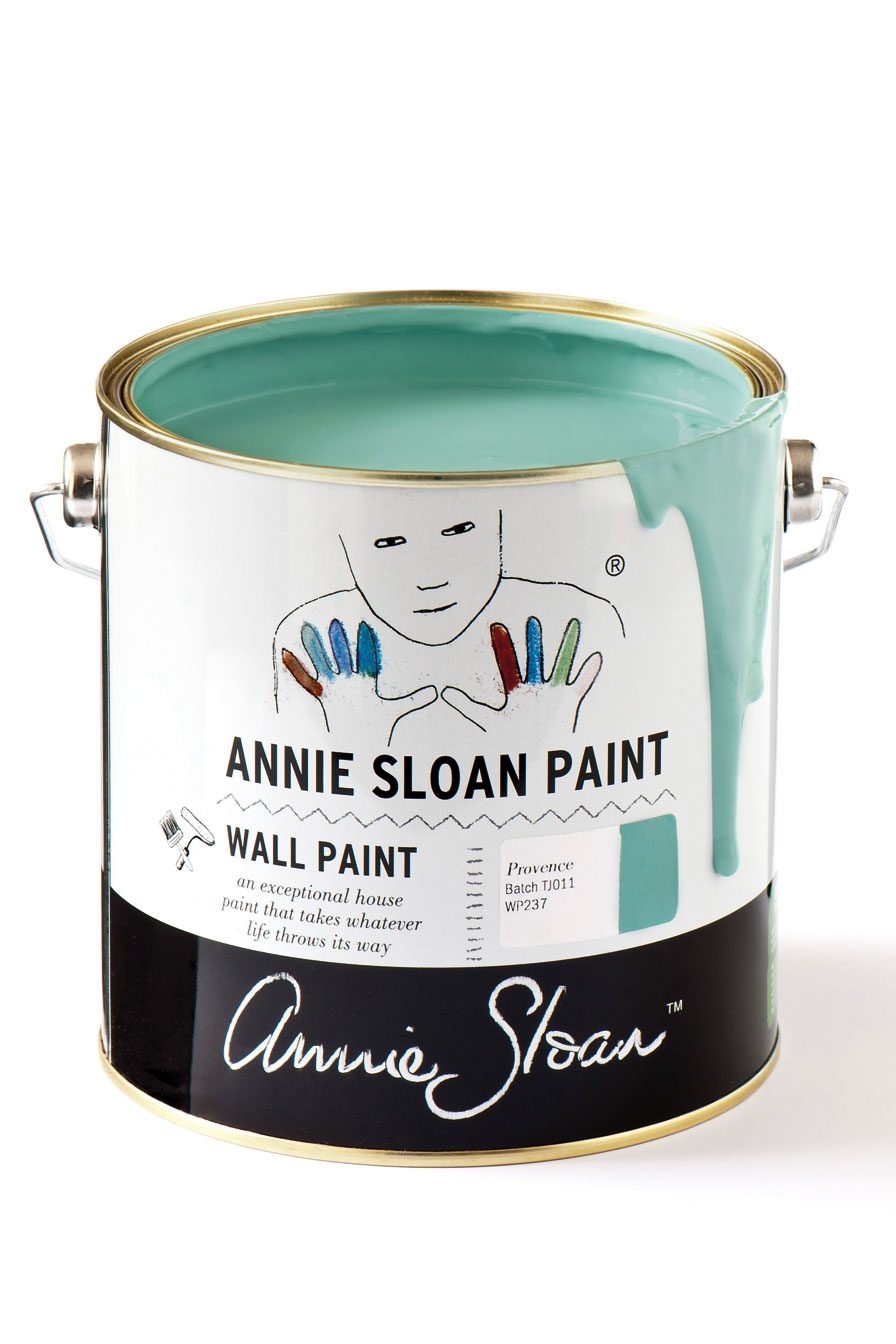 ®
ANNIE SLOAN PAINT
WALL PAINT
an exceptional house
paint that takes whatever
life throws its way
Provence
Batch TJ011
WP237
Annie Sloan™